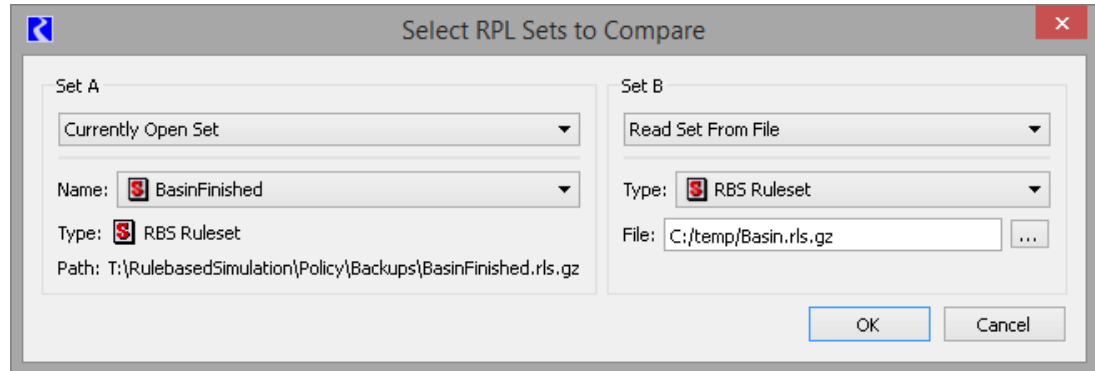 Select RPL Sets to Compare
Set A
Currently Open Set
Name: BasinFinished
Type: RBS Ruleset
Path: T:\RulebasedSimulation\Policy\Backups\BasinFinished.rls.gz
Set B
Read Set From File
Type: RBS Ruleset
File: C:/temp/Basin.rls.gz ...
OK Cancel